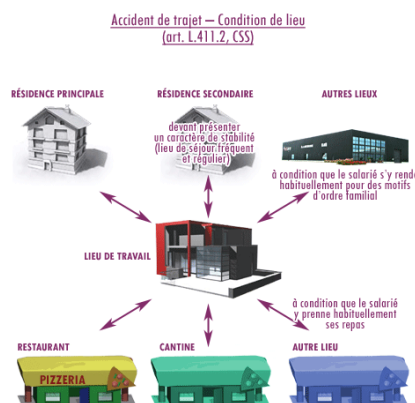 Accident de trajet — Condition de lieu
(art. L.411.2, CSS)
RÉSIDENCE PRINCIPALE
RÉSIDENCE SECONDAIRE
AUTRES LIEUX
devant présenter
un caractère de stabilité
(lieu de séjour fréquent
et régulier)
à condition que le salarié s'y rende
habituellement pour des motifs
d'ordre familial
LIEU DE TRAVAIL
à condition que le salarié
y prenne habituellement
ses repas
RESTAURANT
CANTINE
AUTRE LIEU
PIZZERIA